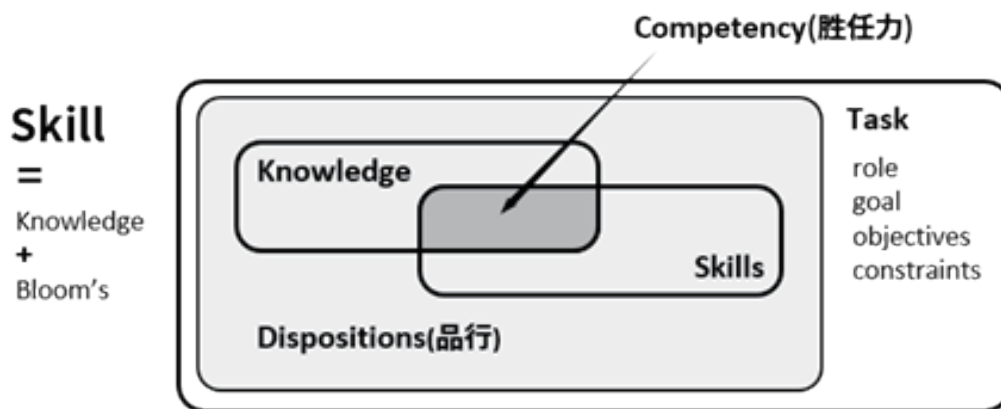 Competency(胜任力)
Skill
=
Knowledge
+
Bloom's
Knowledge
Skills
Dispositions(品行)
Task
role
goal
objectives
constraints